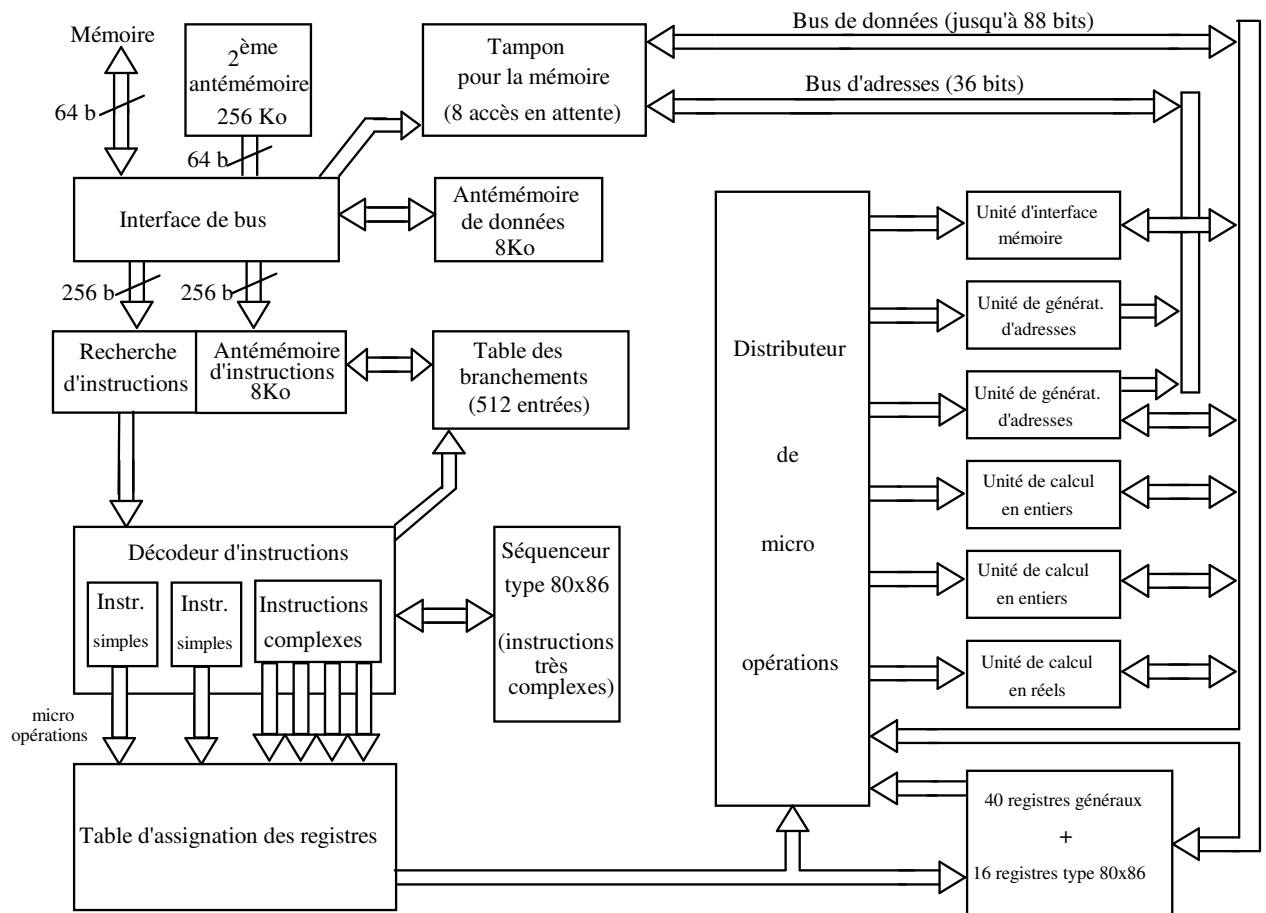 Mémoire
64 b
2ème
antémémoire
256 Ko
64 b
Tampon
pour la mémoire
(8 accès en attente)
Bus de données (jusqu'à 88 bits)
Bus d'adresses (36 bits)
Interface de bus
Antémémoire
de données
8Ko
256 b
256 b
Recherche
d'instructions
Antémémoire
d'instructions
8Ko
Table des
branchements
(512 entrées)
Décodeur d'instructions
Instr.
simples
Instr.
simples
Instructions
complexes
Séquenceur
type 80x86
(instructions
très
complexes)
micro
opérations
Table d'assignation des registres
Distributeur
de
micro
opérations
Unité d'interface
mémoire
Unité de générat.
d'adresses
Unité de générat.
d'adresses
Unité de calcul
en entiers
Unité de calcul
en entiers
Unité de calcul
en réels
40 registres généraux
+
16 registres type 80x86